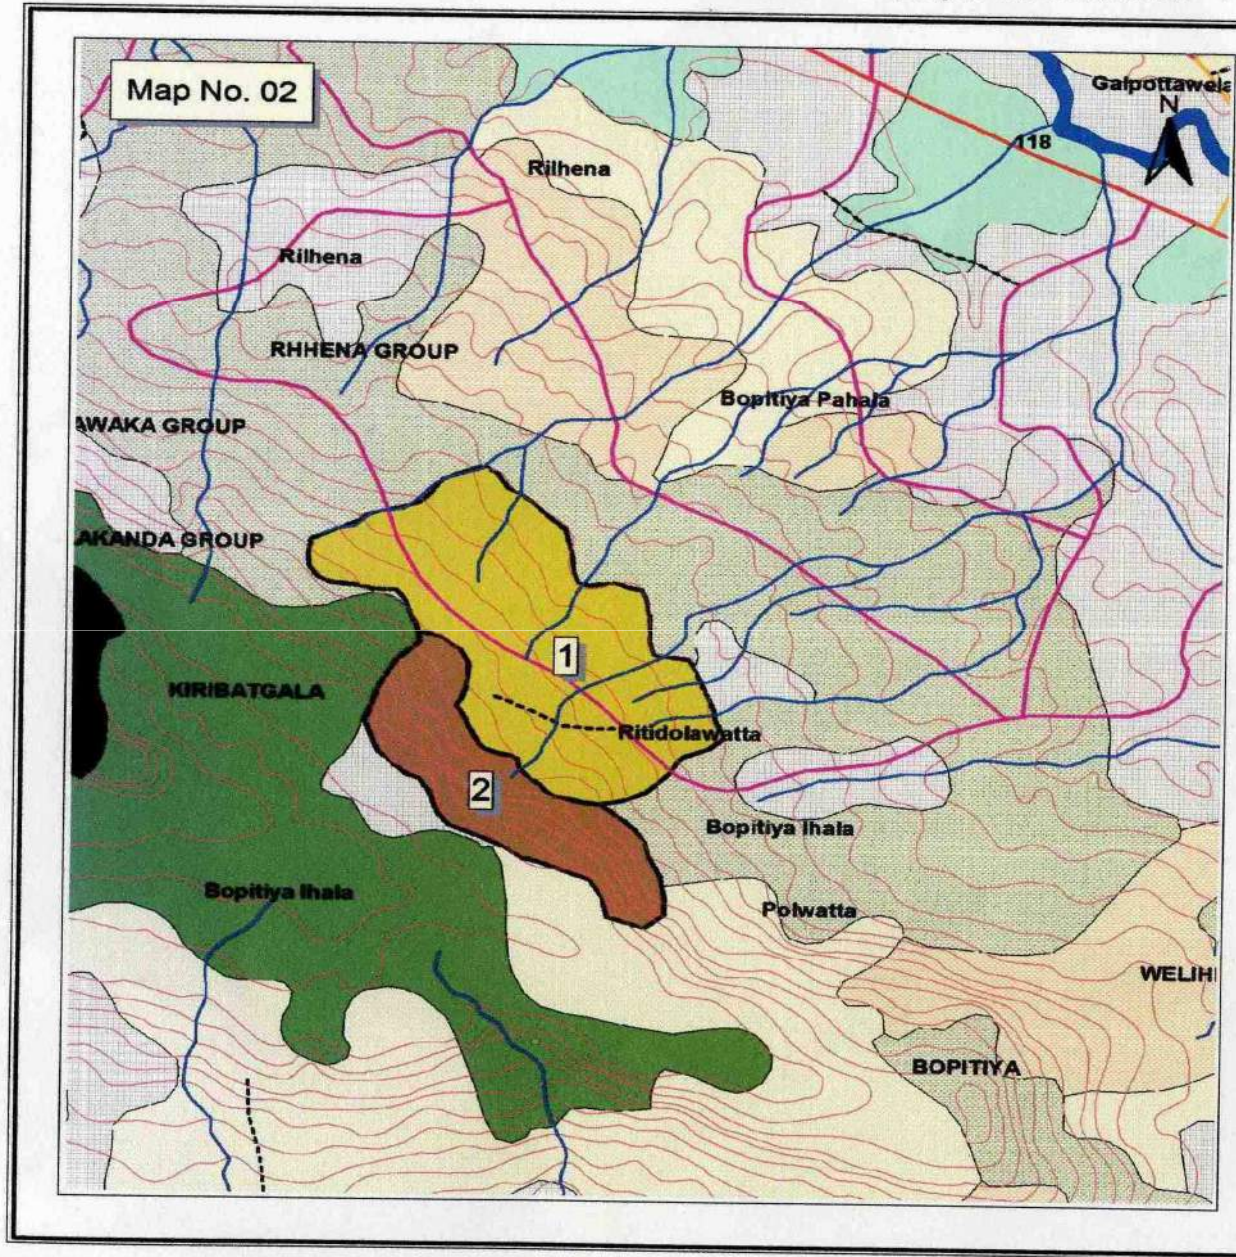 Map No. 02
Galpottawela
N
118
Rilhena
Rilhena
RHHENA GROUP
Bopitiya Pahala
AWAKA GROUP
AKANDA GROUP
1
KIRIBATGALA
Ritidolawatta
2
Bopitiya Ihala
Bopitiya Ihala
Polwatta
WELIHI
BOPITIYA